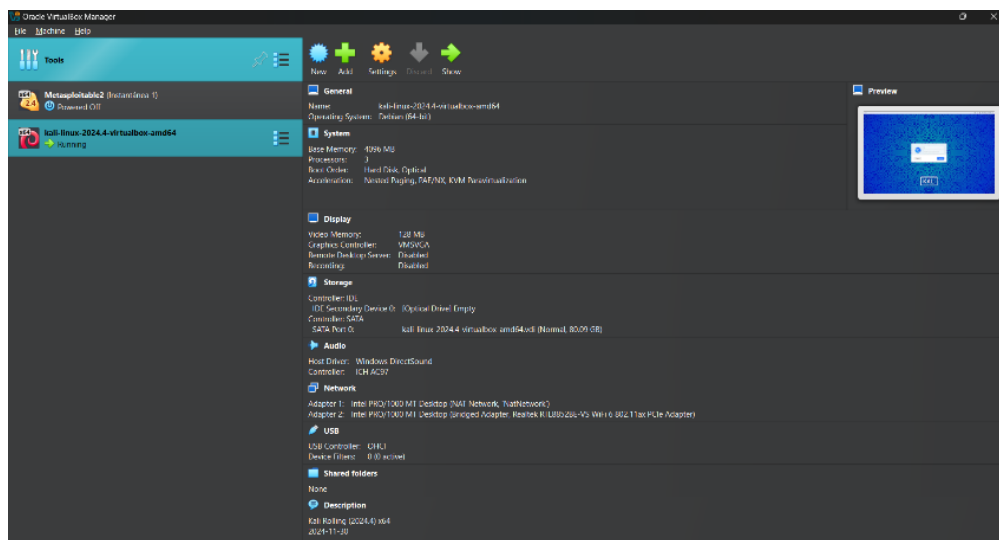 Oracle VirtualBox Manager
File Machine Help
Tools
New Add Settings Discard Show
Metasploitable2 (Instantánea 1)
Powered Off
kali-linux-2024.4-virtualbox-amd64
Running
General
Name: kali-linux-2024.4-virtualbox-amd64
Operating System: Debian (64-bit)
System
Base Memory: 4096 MB
Processors: 3
Boot Order: Hard Disk, Optical
Acceleration: Nested Paging, PAE/NX, KVM Paravirtualization
Display
Video Memory: 128 MB
Graphics Controller: VMSVGA
Remote Desktop Server: Disabled
Recording: Disabled
Storage
Controller: IDE
IDE Secondary Device 0: [Optical Drive] Empty
Controller: SATA
SATA Port 0: kali-linux-2024.4-virtualbox-amd64.vdi (Normal, 80.09 GB)
Audio
Host Driver: Windows DirectSound
Controller: ICH AC97
Network
Adapter 1: Intel PRO/1000 MT Desktop (NAT Network, 'NatNetwork')
Adapter 2: Intel PRO/1000 MT Desktop (Bridged Adapter, Realtek RTL8852BE-VS WiFi 6 802.11ax PCIe Adapter)
USB
USB Controller: OHCI
Device Filters: 0 (0 active)
Shared folders
None
Description
Kali Rolling (2024.4) x64
2024-11-30
Preview